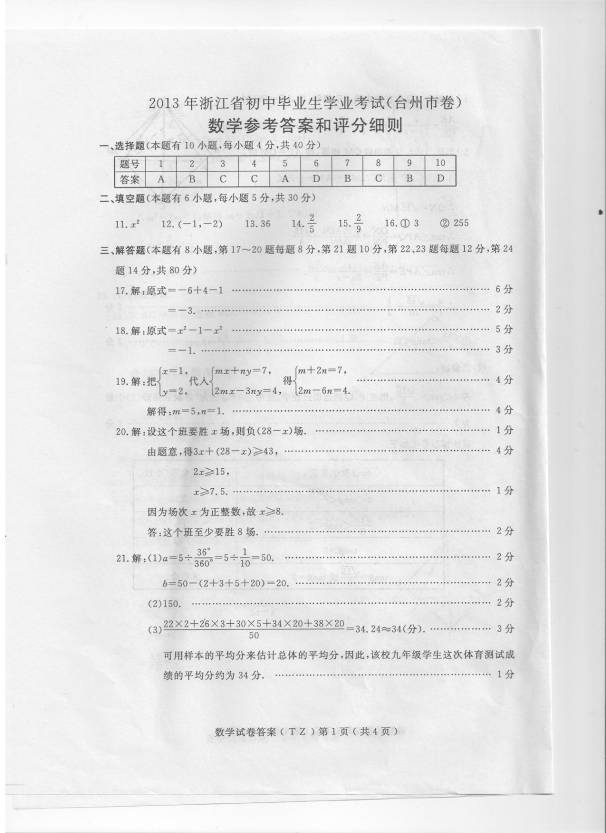 2013年浙江省初中毕业生学业考试(台州市卷)
数学参考答案和评分细则
一、选择题(本题有10小题,每小题4分,共40分)
题号 1 2 3 4 5 6 7 8 9 10
答案 A B C C A D B C B D
二、填空题(本题有6小题,每小题5分,共30分)
11. x² 12. (-1,-2) 13. 36 14. 2/5 15. 2/9 16. ① 3 ② 255
三、解答题(本题有8小题,第17~20题每题8分,第21题10分,第22、23题每题12分,第24
题14分,共80分)
17. 解:原式=-6+4-1 …… 6分
=-3. …… 2分
18. 解:原式=x²-1-x² …… 5分
=-1. …… 3分
19. 解:把{x=1, y=2, 代人{mx+ny=7, 2mx-3ny=4, 得{m+2n=7, 2m-6n=4. …… 4分
解得:m=5,n=1. …… 4分
20. 解:设这个班要胜x场,则负(28-x)场. …… 1分
由题意,得3x+(28-x)≥43, …… 4分
2x≥15,
x≥7.5. …… 1分
因为场次x为正整数,故x≥8.
答:这个班至少要胜8场. …… 2分
21. 解:(1)a=5÷36°/360°=5÷1/10=50. …… 2分
b=50-(2+3+5+20)=20. …… 2分
(2)150. …… 2分
(3)(22×2+26×3+30×5+34×20+38×20)/50=34.24≈34(分). …… 3分
可用样本的平均分来估计总体的平均分,因此,该校九年级学生这次体育测试成
绩的平均分约为34分. …… 1分
数学试卷答案(TZ)第1页(共4页)